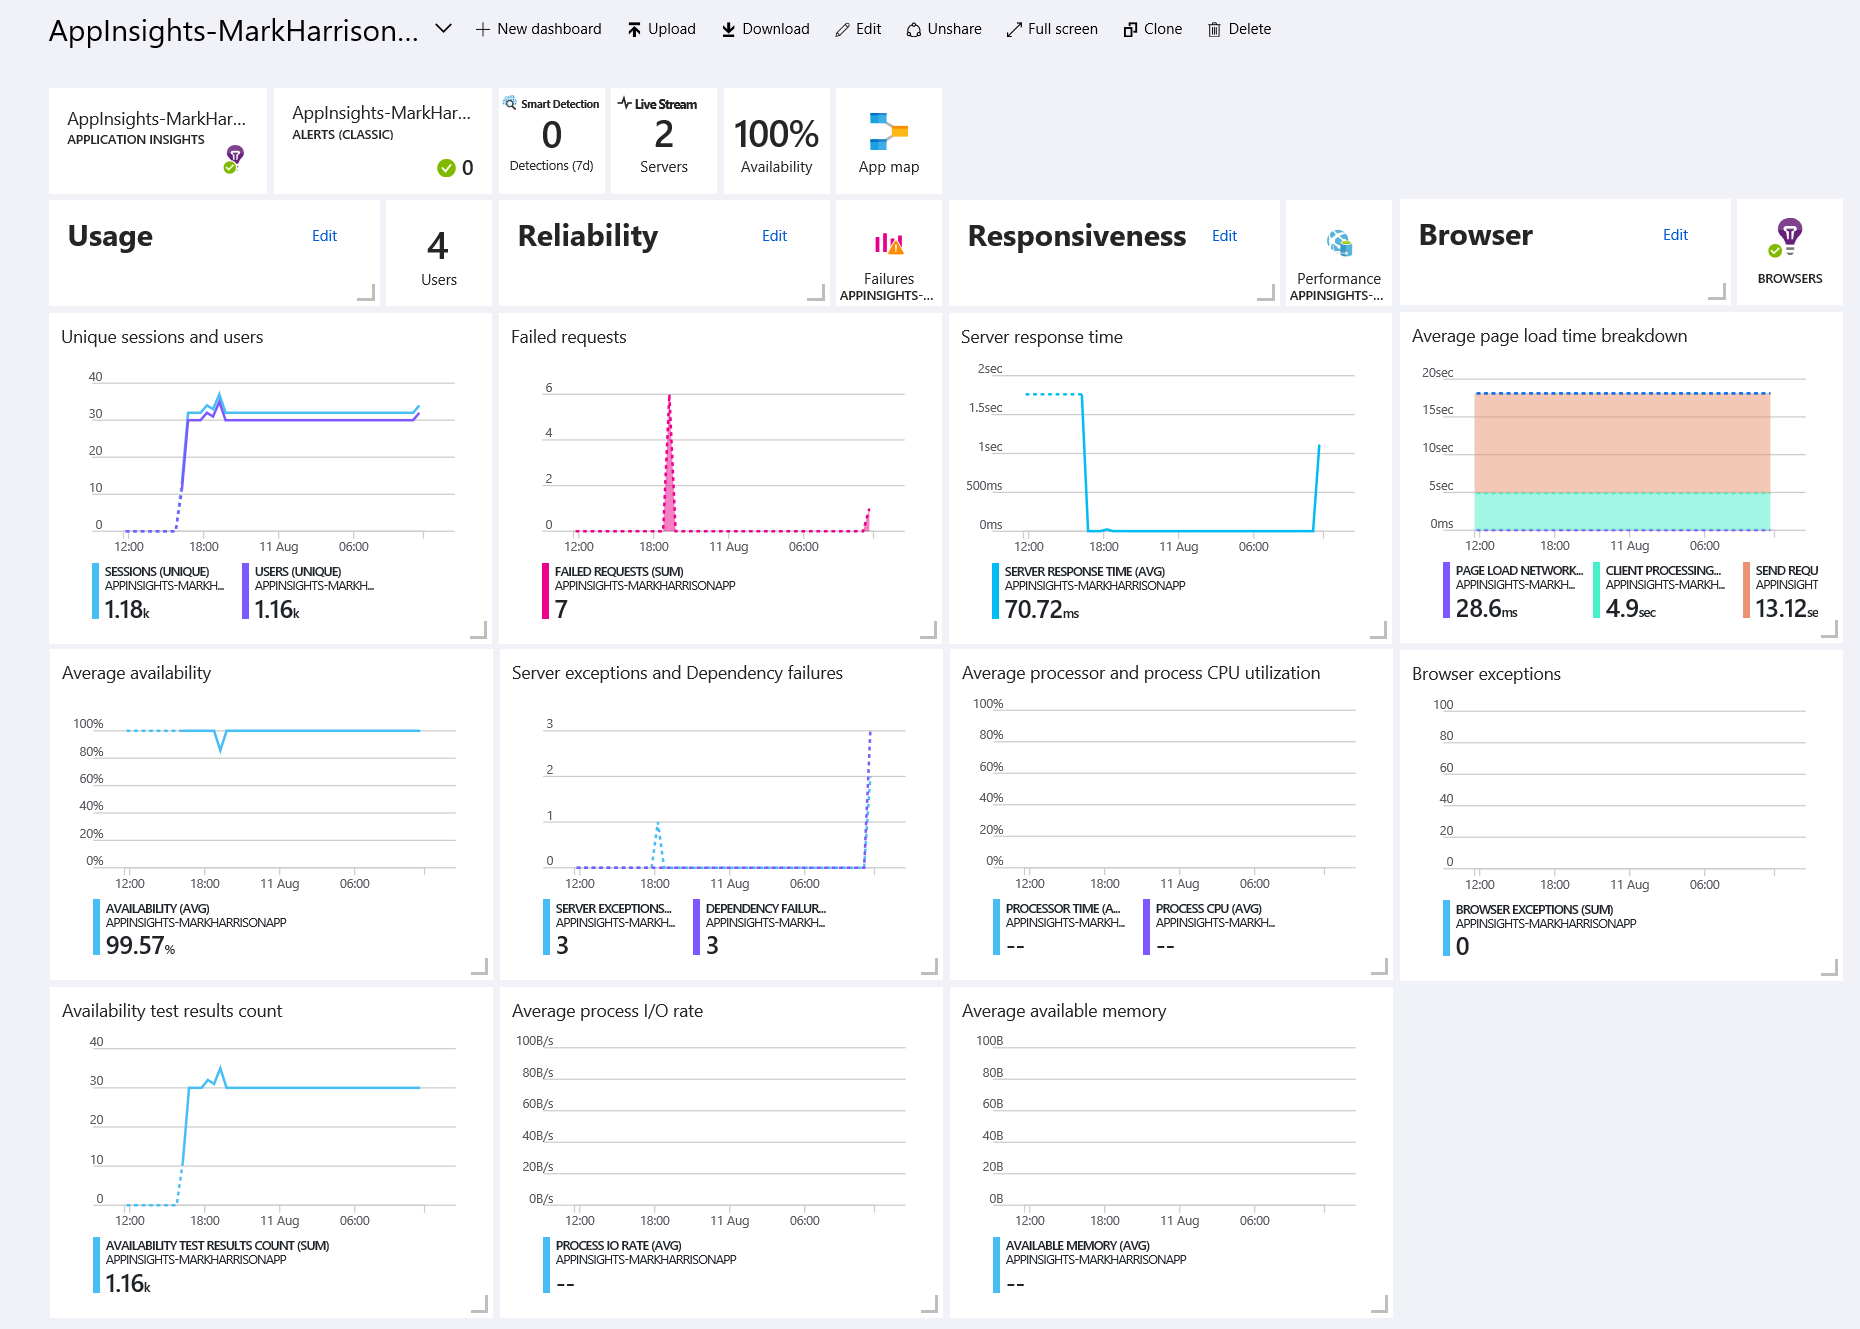 AppInsights-MarkHarrison...
New dashboard
Upload
Download
Edit
Unshare
Full screen
Clone
Delete
AppInsights-MarkHar...
APPLICATION INSIGHTS
AppInsights-MarkHar...
ALERTS (CLASSIC)
0
Smart Detection
0
Detections (7d)
Live Stream
2
Servers
100%
Availability
App map
Usage
Edit
4
Users
Reliability
Edit
Failures
APPINSIGHTS-...
Responsiveness
Edit
Performance
APPINSIGHTS-...
Browser
Edit
BROWSERS
Unique sessions and users
40
30
20
10
0
12:00
18:00
11 Aug
06:00
SESSIONS (UNIQUE)
APPINSIGHTS-MARKH...
1.18k
USERS (UNIQUE)
APPINSIGHTS-MARKH...
1.16k
Failed requests
6
4
2
0
12:00
18:00
11 Aug
06:00
FAILED REQUESTS (SUM)
APPINSIGHTS-MARKHARRISONAPP
7
Server response time
2sec
1.5sec
1sec
500ms
0ms
12:00
18:00
11 Aug
06:00
SERVER RESPONSE TIME (AVG)
APPINSIGHTS-MARKHARRISONAPP
70.72ms
Average page load time breakdown
20sec
15sec
10sec
5sec
0ms
12:00
18:00
11 Aug
06:00
PAGE LOAD NETWORK...
APPINSIGHTS-MARKH...
28.6ms
CLIENT PROCESSING...
APPINSIGHTS-MARKH...
4.9sec
SEND REQU
APPINSIGHT
13.12se
Average availability
100%
80%
60%
40%
20%
0%
12:00
18:00
11 Aug
06:00
AVAILABILITY (AVG)
APPINSIGHTS-MARKHARRISONAPP
99.57%
Server exceptions and Dependency failures
3
2
1
0
12:00
18:00
11 Aug
06:00
SERVER EXCEPTIONS...
APPINSIGHTS-MARKH...
3
DEPENDENCY FAILUR...
APPINSIGHTS-MARKH...
3
Average processor and process CPU utilization
100%
80%
60%
40%
20%
0%
12:00
18:00
11 Aug
06:00
PROCESSOR TIME (A...
APPINSIGHTS-MARKH...
--
PROCESS CPU (AVG)
APPINSIGHTS-MARKH...
--
Browser exceptions
100
80
60
40
20
0
12:00
18:00
11 Aug
06:00
BROWSER EXCEPTIONS (SUM)
APPINSIGHTS-MARKHARRISONAPP
0
Availability test results count
40
30
20
10
0
12:00
18:00
11 Aug
06:00
AVAILABILITY TEST RESULTS COUNT (SUM)
APPINSIGHTS-MARKHARRISONAPP
1.16k
Average process I/O rate
100B/s
80B/s
60B/s
40B/s
20B/s
0B/s
12:00
18:00
11 Aug
06:00
PROCESS IO RATE (AVG)
APPINSIGHTS-MARKHARRISONAPP
--
Average available memory
100B
80B
60B
40B
20B
0B
12:00
18:00
11 Aug
06:00
AVAILABLE MEMORY (AVG)
APPINSIGHTS-MARKHARRISONAPP
--